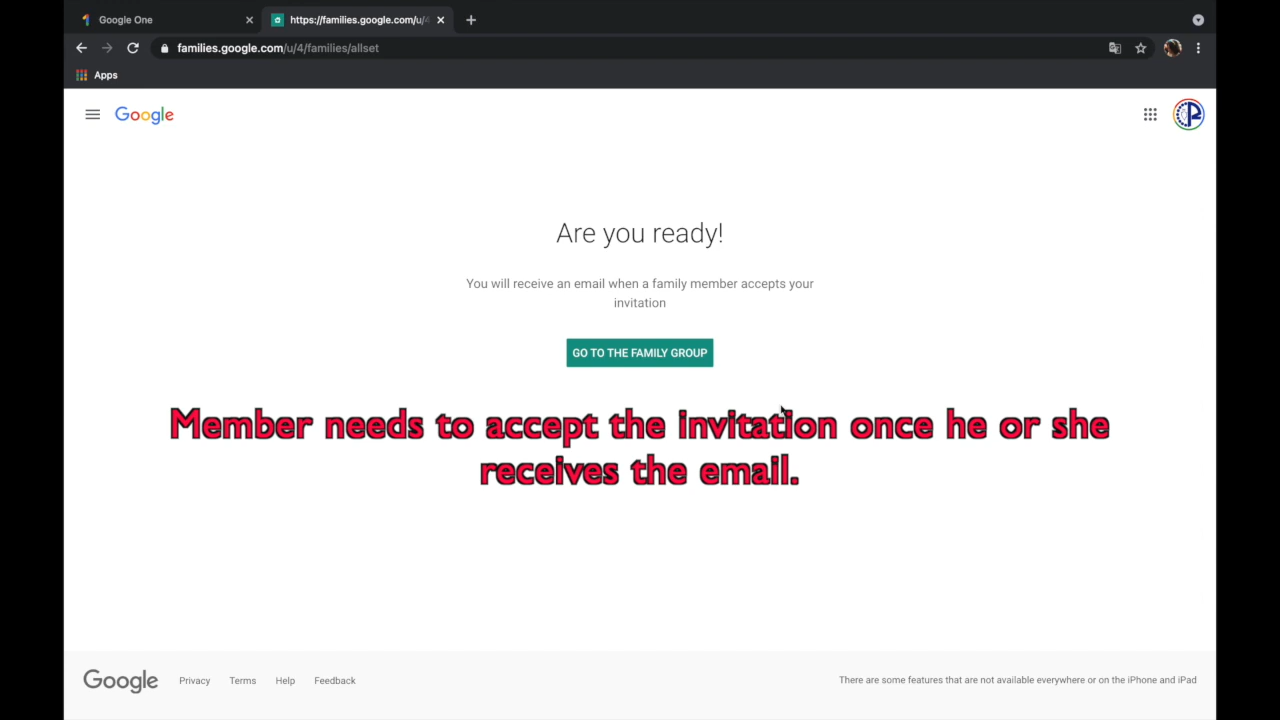 Google One
https://families.google.com/u/4
families.google.com/u/4/families/allset
Apps
Google
Are you ready!
You will receive an email when a family member accepts your
invitation
GO TO THE FAMILY GROUP
Member needs to accept the invitation once he or she
receives the email.
Google Privacy Terms Help Feedback There are some features that are not available everywhere or on the iPhone and iPad